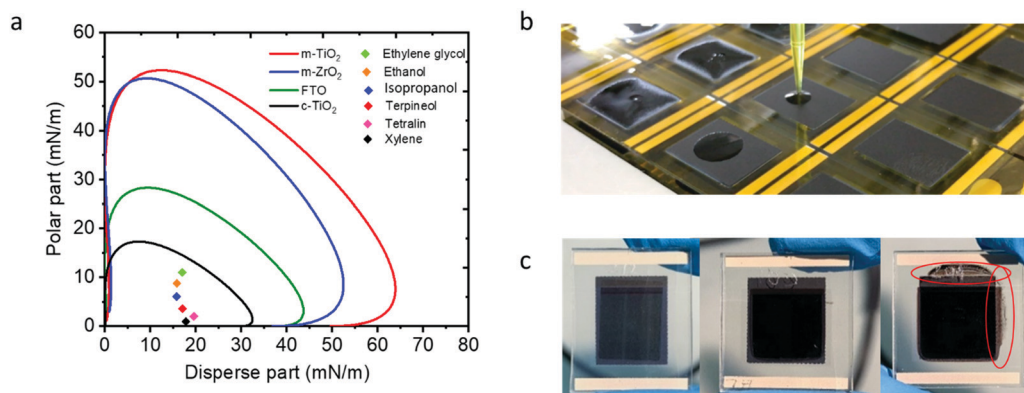 a
60
50
40
30
20
10
0
0
10
20
30
40
50
60
70
80
Polar part (mN/m)
Disperse part (mN/m)
m-TiO₂
m-ZrO₂
FTO
c-TiO₂
Ethylene glycol
Ethanol
Isopropanol
Terpineol
Tetralin
Xylene
b
c